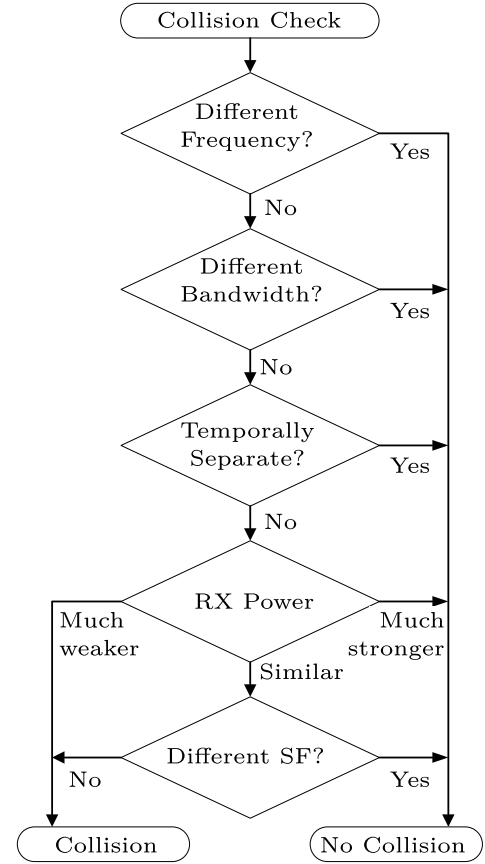 Collision Check
Different
Frequency?
Yes
No
Different
Bandwidth?
Yes
No
Temporally
Separate?
Yes
No
RX Power
Much
weaker
Much
stronger
Similar
Different SF?
No
Yes
Collision
No Collision